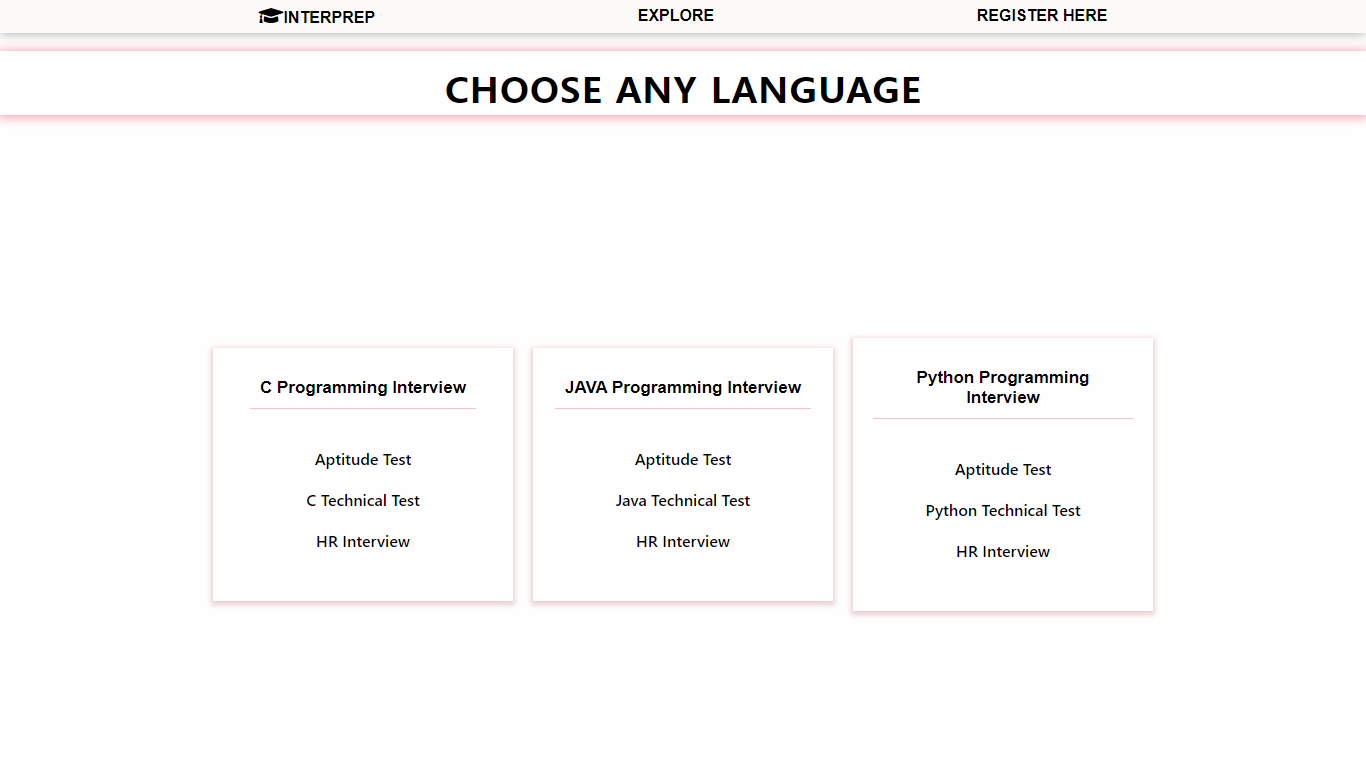 INTERPREP
EXPLORE
REGISTER HERE
CHOOSE ANY LANGUAGE
C Programming Interview
Aptitude Test
C Technical Test
HR Interview
JAVA Programming Interview
Aptitude Test
Java Technical Test
HR Interview
Python Programming
Interview
Aptitude Test
Python Technical Test
HR Interview